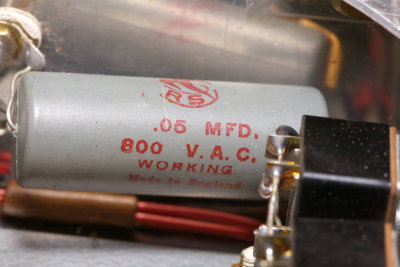 RS
.05 MFD.
800 V.A.C.
WORKING
Made in England